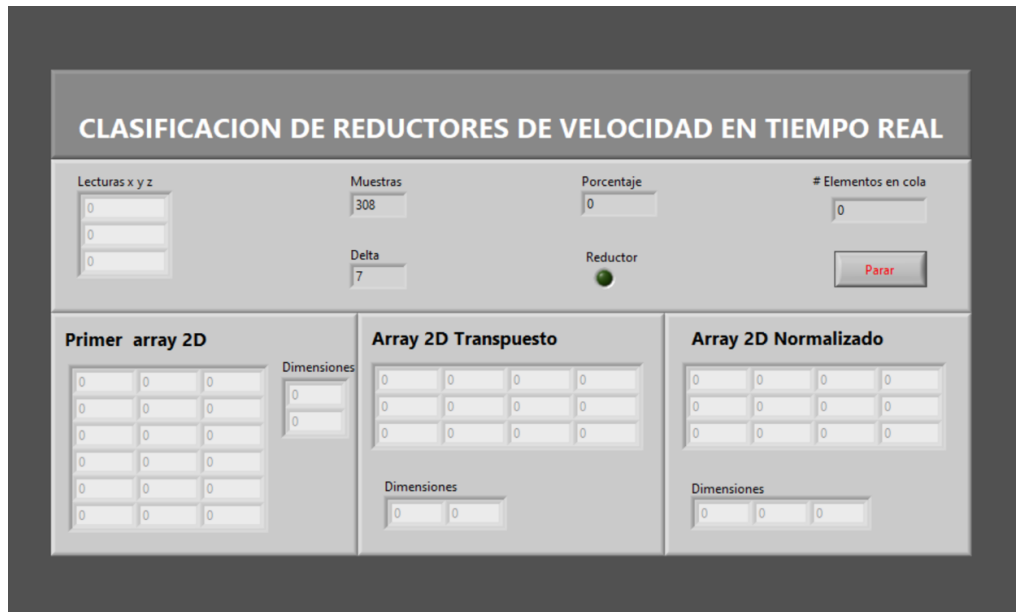 CLASIFICACION DE REDUCTORES DE VELOCIDAD EN TIEMPO REAL
Lecturas x y z
0
0
0
Muestras
308
Delta
7
Porcentaje
0
Reductor
# Elementos en cola
0
Parar
Primer array 2D
0 0 0
0 0 0
0 0 0
0 0 0
0 0 0
0 0 0
Dimensiones
0
0
Array 2D Transpuesto
0 0 0 0
0 0 0 0
0 0 0 0
Dimensiones
0 0
Array 2D Normalizado
0 0 0 0
0 0 0 0
0 0 0 0
Dimensiones
0 0 0